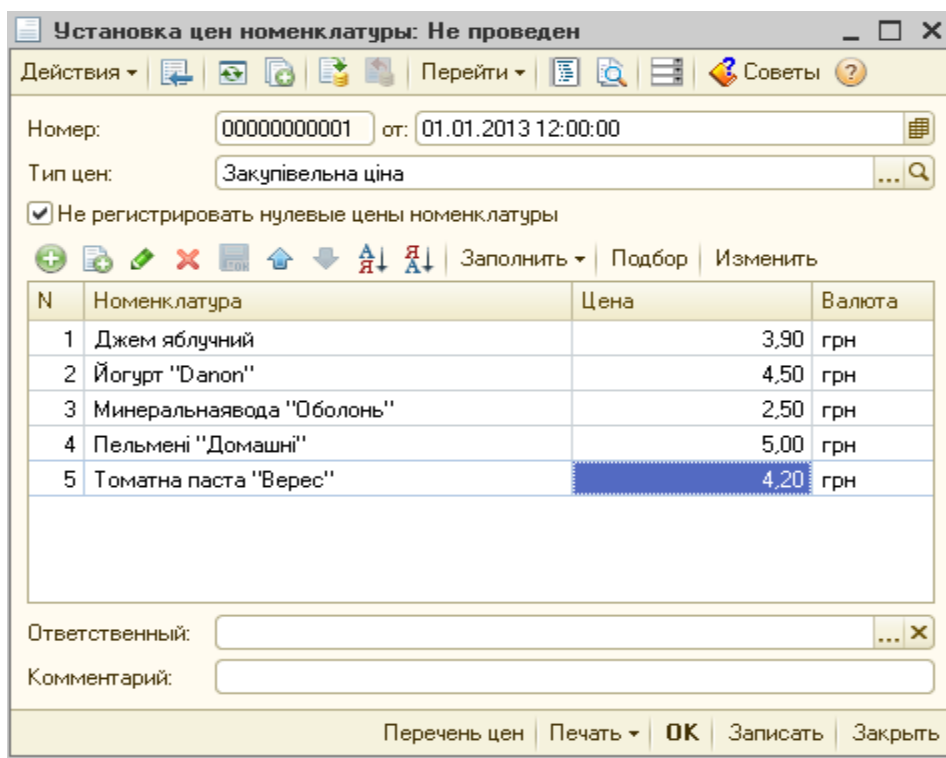 Установка цен номенклатуры: Не проведен
Действия Перейти Советы
Номер: 00000000001 от: 01.01.2013 12:00:00
Тип цен: Закупівельна ціна ...
Не регистрировать нулевые цены номенклатуры
Заполнить Подбор Изменить
N Номенклатура Цена Валюта
1 Джем яблучний 3,90 грн
2 Йогурт "Danon" 4,50 грн
3 Минеральнаявода "Оболонь" 2,50 грн
4 Пельмені "Домашні" 5,00 грн
5 Томатна паста "Верес" 4,20 грн
Ответственный: ...
Комментарий:
Перечень цен Печать OK Записать Закрыть